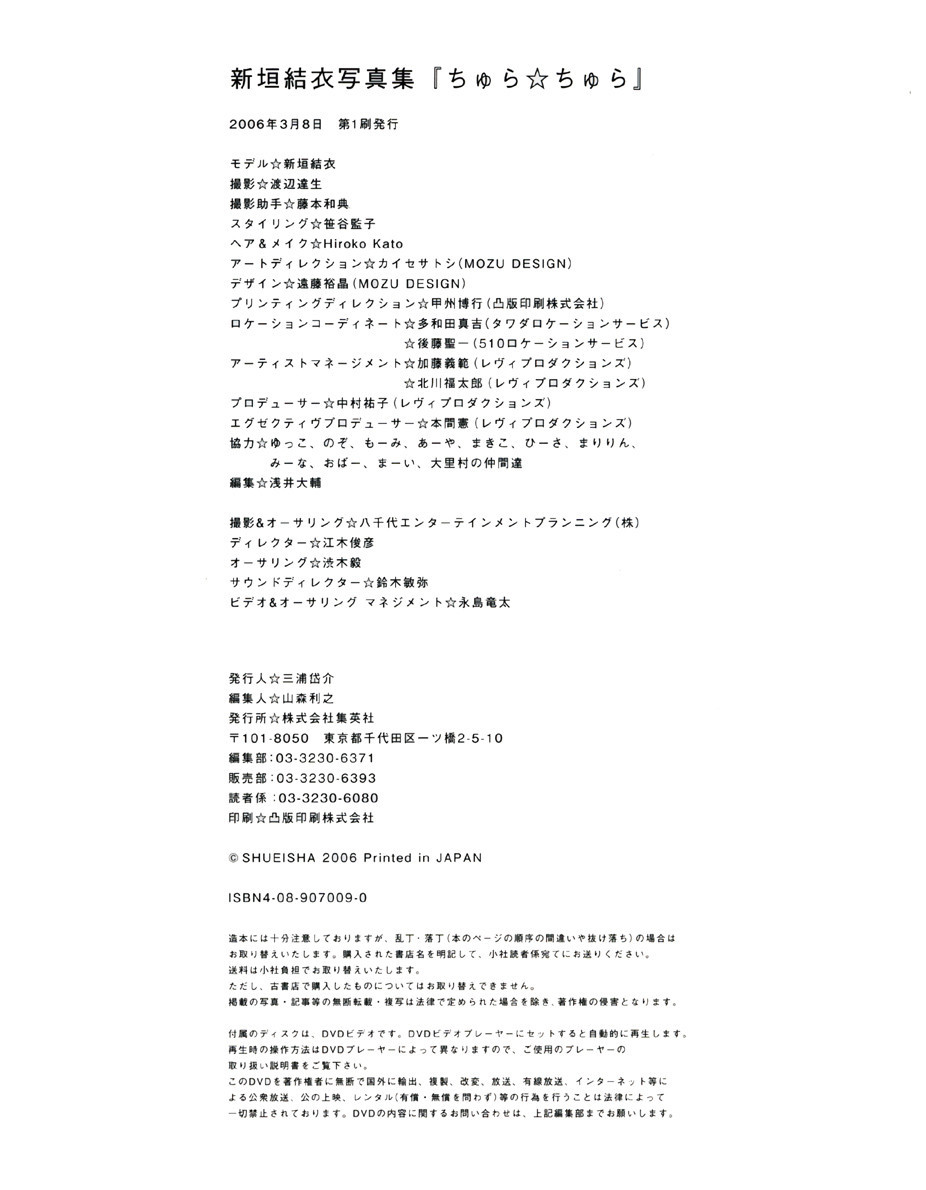 新垣結衣写真集『ちゅら☆ちゅら』
2006年3月8日　第1刷発行
モデル☆新垣結衣
撮影☆渡辺達生
撮影助手☆藤本和典
スタイリング☆笹谷監子
ヘア&メイク☆Hiroko Kato
アートディレクション☆カイセサトシ(MOZU DESIGN)
デザイン☆遠藤裕晶(MOZU DESIGN)
プリンティングディレクション☆甲州博行(凸版印刷株式会社)
ロケーションコーディネート☆多和田真吉(タワダロケーションサービス)
☆後藤聖一(510ロケーションサービス)
アーティストマネージメント☆加藤義範(レヴィプロダクションズ)
☆北川福太郎(レヴィプロダクションズ)
プロデューサー☆中村祐子(レヴィプロダクションズ)
エグゼクティヴプロデューサー☆本間憲(レヴィプロダクションズ)
協力☆ゆっこ、のぞ、もーみ、あーや、まきこ、ひーさ、まりりん、
みーな、おばー、まーい、大里村の仲間達
編集☆浅井大輔
撮影&オーサリング☆八千代エンターテインメントプランニング(株)
ディレクター☆江木俊彦
オーサリング☆渋木毅
サウンドディレクター☆鈴木敏弥
ビデオ&オーサリング マネジメント☆永島竜太
発行人☆三浦岱介
編集人☆山森利之
発行所☆株式会社集英社
〒101-8050　東京都千代田区一ツ橋2-5-10
編集部:03-3230-6371
販売部:03-3230-6393
読者係:03-3230-6080
印刷☆凸版印刷株式会社
©SHUEISHA 2006 Printed in JAPAN
ISBN4-08-907009-0
造本には十分注意しておりますが、乱丁・落丁(本のページの順序の間違いや抜け落ち)の場合は
お取り替えいたします。購入された書店名を明記して、小社読者係宛てにお送りください。
送料は小社負担でお取り替えいたします。
ただし、古書店で購入したものについてはお取り替えできません。
掲載の写真・記事等の無断転載・複写は法律で定められた場合を除き、著作権の侵害となります。
付属のディスクは、DVDビデオです。DVDビデオプレーヤーにセットすると自動的に再生します。
再生時の操作方法はDVDプレーヤーによって異なりますので、ご使用のプレーヤーの
取り扱い説明書をご覧下さい。
このDVDを著作権者に無断で国外に輸出、複製、改変、放送、有線放送、インターネット等に
よる公衆放送、公の上映、レンタル(有償・無償を問わず)等の行為を行うことは法律によって
一切禁止されております。DVDの内容に関するお問い合わせは、上記編集部までお願いします。